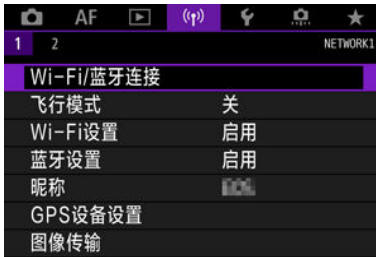 AF
1 2 NETWORK1
Wi-Fi/蓝牙连接
飞行模式 关
Wi-Fi设置 启用
蓝牙设置 启用
昵称
GPS设备设置
图像传输